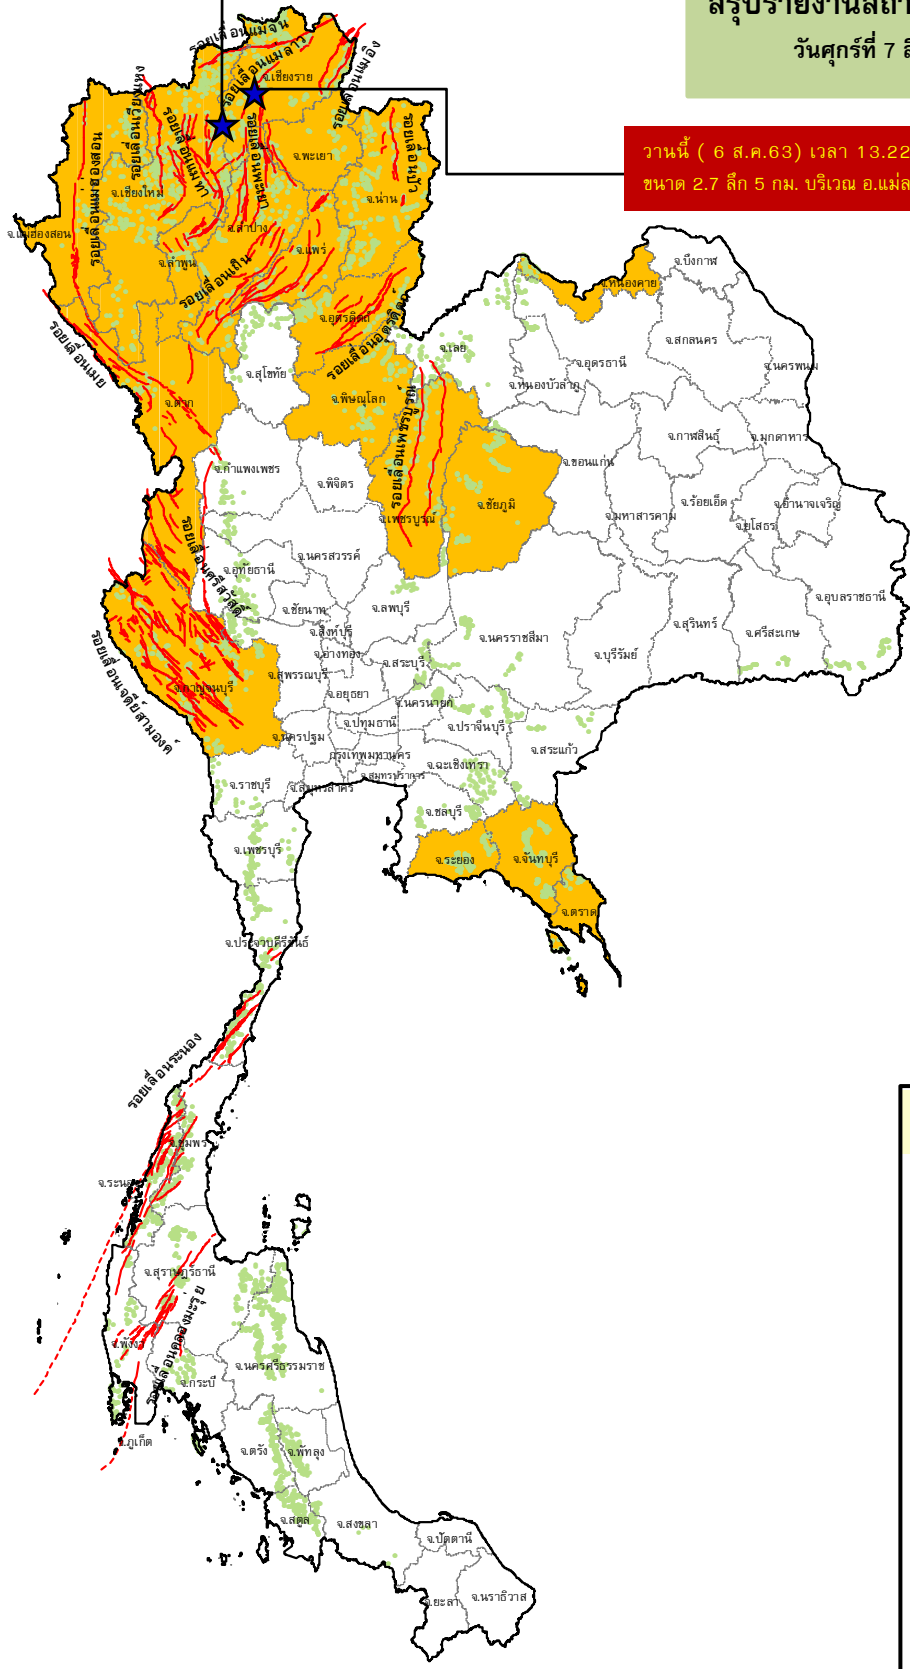 สรุปรายงานสถา
วันศุกร์ที่ 7 สิ
วานนี้ ( 6 ส.ค.63) เวลา 13.22
ขนาด 2.7 ลึก 5 กม. บริเวณ อ.แม่ล
รอยเลื่อนแม่จัน
รอยเลื่อนแม่ลาว
รอยเลื่อนแม่อิง
จ.เชียงราย
รอยเลื่อนเวียงแหง
รอยเลื่อนแม่ทา
รอยเลื่อนพะเยา
รอยเลื่อนปัว
รอยเลื่อนแม่ฮ่องสอน
จ.พะเยา
จ.เชียงใหม่
จ.น่าน
จ.แม่ฮ่องสอน
จ.ลำปาง
จ.แพร่
จ.ลำพูน
รอยเลื่อนเถิน
จ.บึงกาฬ
จ.หนองคาย
จ.อุตรดิตถ์
รอยเลื่อนอุตรดิตถ์
รอยเลื่อนเมย
จ.เลย
จ.สกลนคร
จ.อุดรธานี
จ.นครพนม
จ.สุโขทัย
จ.หนองบัวลำภู
จ.ตาก
จ.พิษณุโลก
รอยเลื่อนเพชรบูรณ์
จ.กาฬสินธุ์
จ.มุกดาหาร
จ.กำแพงเพชร
จ.ขอนแก่น
จ.พิจิตร
จ.ชัยภูมิ
จ.ร้อยเอ็ด
จ.อำนาจเจริญ
จ.เพชรบูรณ์
จ.มหาสารคาม
จ.ยโสธร
รอยเลื่อนศรีสวัสดิ์
จ.นครสวรรค์
จ.อุทัยธานี
จ.อุบลราชธานี
จ.ชัยนาท
จ.ลพบุรี
จ.สิงห์บุรี
จ.นครราชสีมา
จ.สุรินทร์
จ.ศรีสะเกษ
จ.อ่างทอง
จ.บุรีรัมย์
จ.สระบุรี
จ.สุพรรณบุรี
รอยเลื่อนเจดีย์สามองค์
จ.กาญจนบุรี
จ.อยุธยา
จ.นครนายก
จ.ปทุมธานี
จ.ปราจีนบุรี
จ.นครปฐม
จ.สระแก้ว
กรุงเทพมหานคร
จ.ฉะเชิงเทรา
จ.สมุทรปราการ
จ.ราชบุรี
จ.สมุทรสาคร
จ.ชลบุรี
จ.เพชรบุรี
จ.ระยอง
จ.จันทบุรี
จ.ตราด
จ.ประจวบคีรีขันธ์
รอยเลื่อนระนอง
จ.ชุมพร
จ.ระนอง
จ.สุราษฎร์ธานี
รอยเลื่อนคลองมะรุ่ย
จ.พังงา
จ.นครศรีธรรมราช
จ.กระบี่
จ.ภูเก็ต
จ.ตรัง
จ.พัทลุง
จ.สตูล
จ.สงขลา
จ.ปัตตานี
จ.ยะลา
จ.นราธิวาส